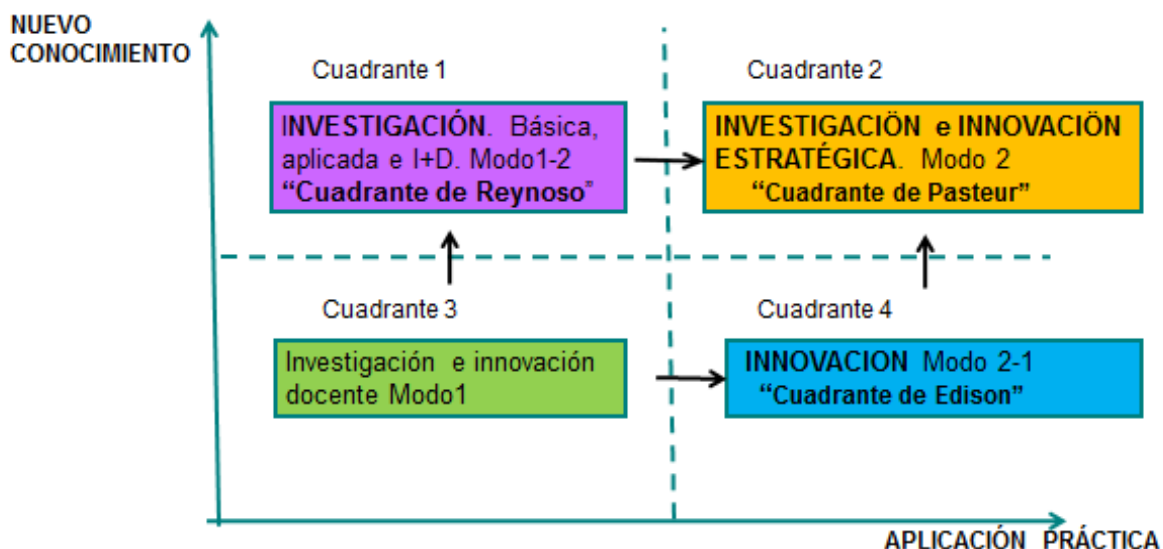 NUEVO
CONOCIMIENTO
Cuadrante 1
INVESTIGACIÓN. Básica,
aplicada e I+D. Modo1-2
“Cuadrante de Reynoso”
Cuadrante 2
INVESTIGACIÖN e INNOVACIÖN
ESTRATÉGICA. Modo 2
“Cuadrante de Pasteur”
Cuadrante 3
Investigación e innovación
docente Modo1
Cuadrante 4
INNOVACION Modo 2-1
“Cuadrante de Edison”
APLICACIÓN PRÁCTICA